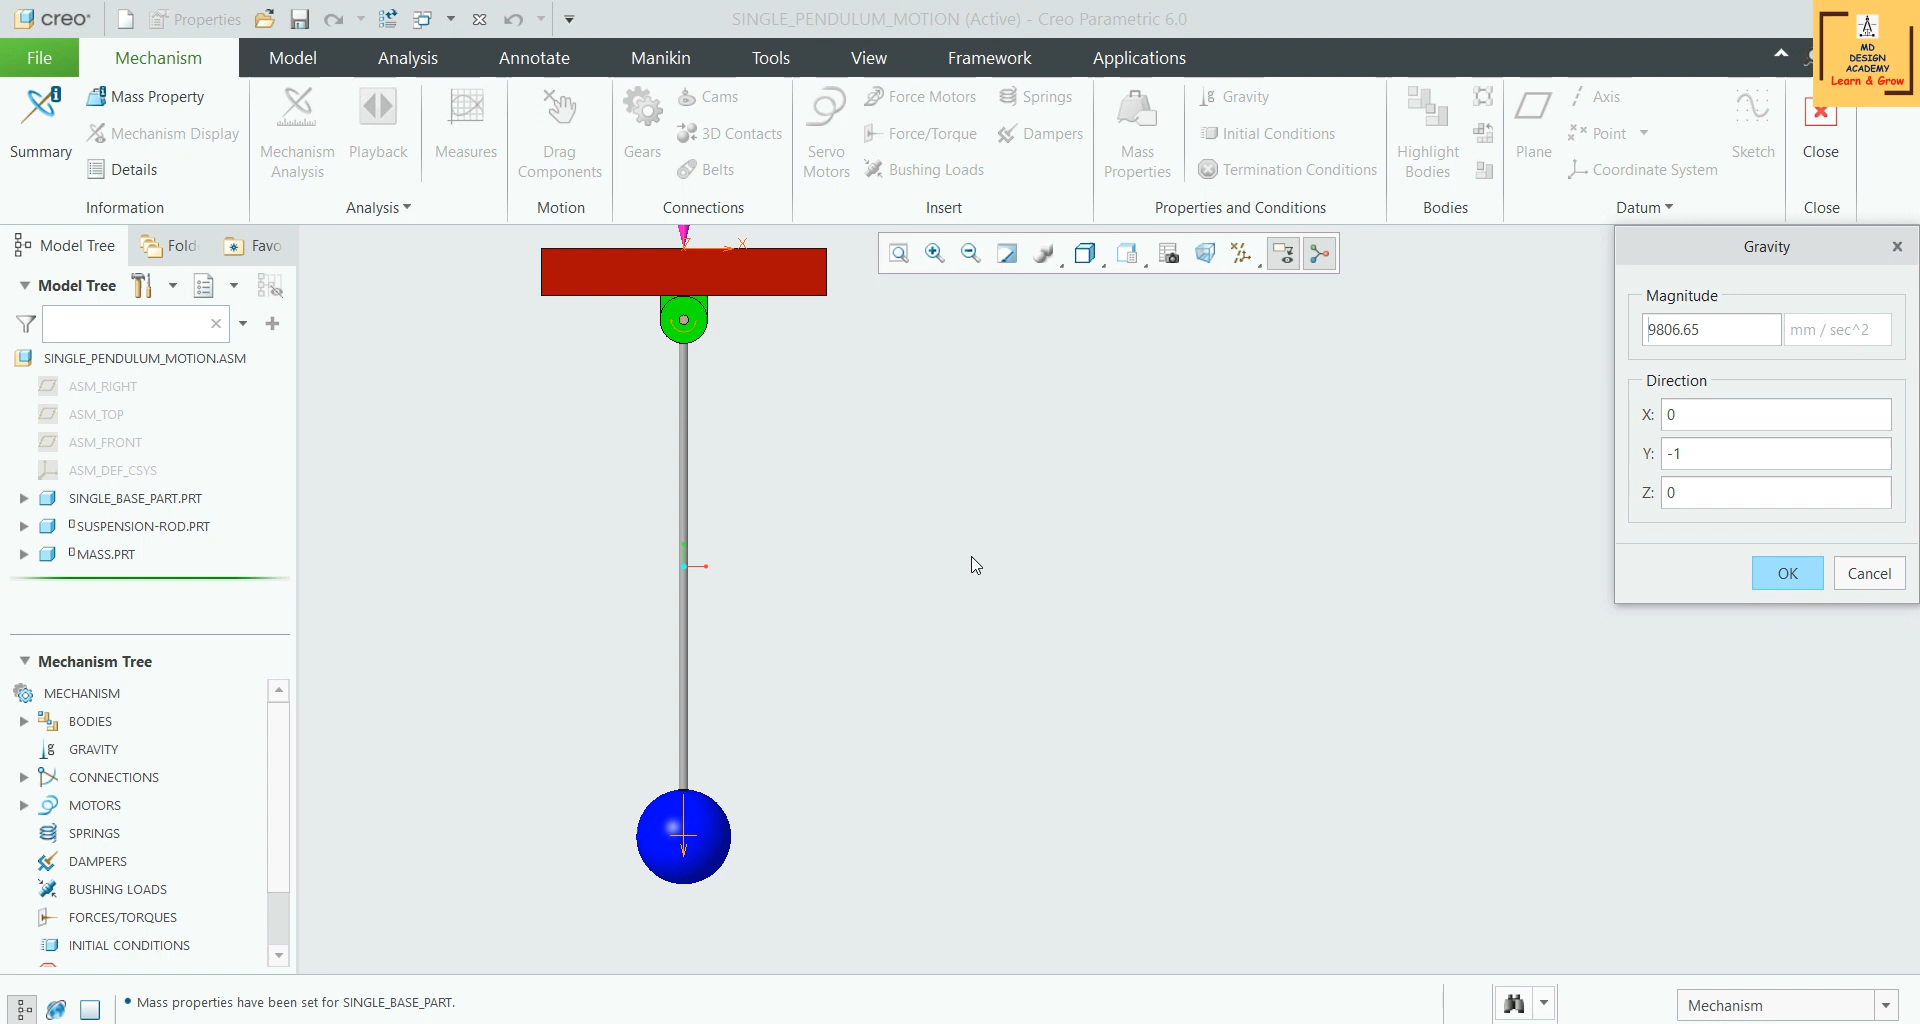 creo
Properties
SINGLE_PENDULUM_MOTION (Active) - Creo Parametric 6.0
MD
DESIGN
ACADEMY
Learn & Grow
File
Mechanism
Model
Analysis
Annotate
Manikin
Tools
View
Framework
Applications
Summary
Mass Property
Mechanism Display
Details
Information
Mechanism
Analysis
Playback
Measures
Analysis
Drag
Components
Motion
Gears
Cams
3D Contacts
Belts
Connections
Servo
Motors
Force Motors
Force/Torque
Bushing Loads
Springs
Dampers
Insert
Mass
Properties
Gravity
Initial Conditions
Termination Conditions
Properties and Conditions
Highlight
Bodies
Bodies
Plane
Axis
Point
Coordinate System
Sketch
Datum
Close
Close
Model Tree
Fold
Favo
Model Tree
SINGLE_PENDULUM_MOTION.ASM
ASM_RIGHT
ASM_TOP
ASM_FRONT
ASM_DEF_CSYS
SINGLE_BASE_PART.PRT
SUSPENSION-ROD.PRT
MASS.PRT
Mechanism Tree
MECHANISM
BODIES
GRAVITY
CONNECTIONS
MOTORS
SPRINGS
DAMPERS
BUSHING LOADS
FORCES/TORQUES
INITIAL CONDITIONS
X
Gravity
Magnitude
9806.65
mm / sec^2
Direction
X: 0
Y: -1
Z: 0
OK
Cancel
Mass properties have been set for SINGLE_BASE_PART.
Mechanism